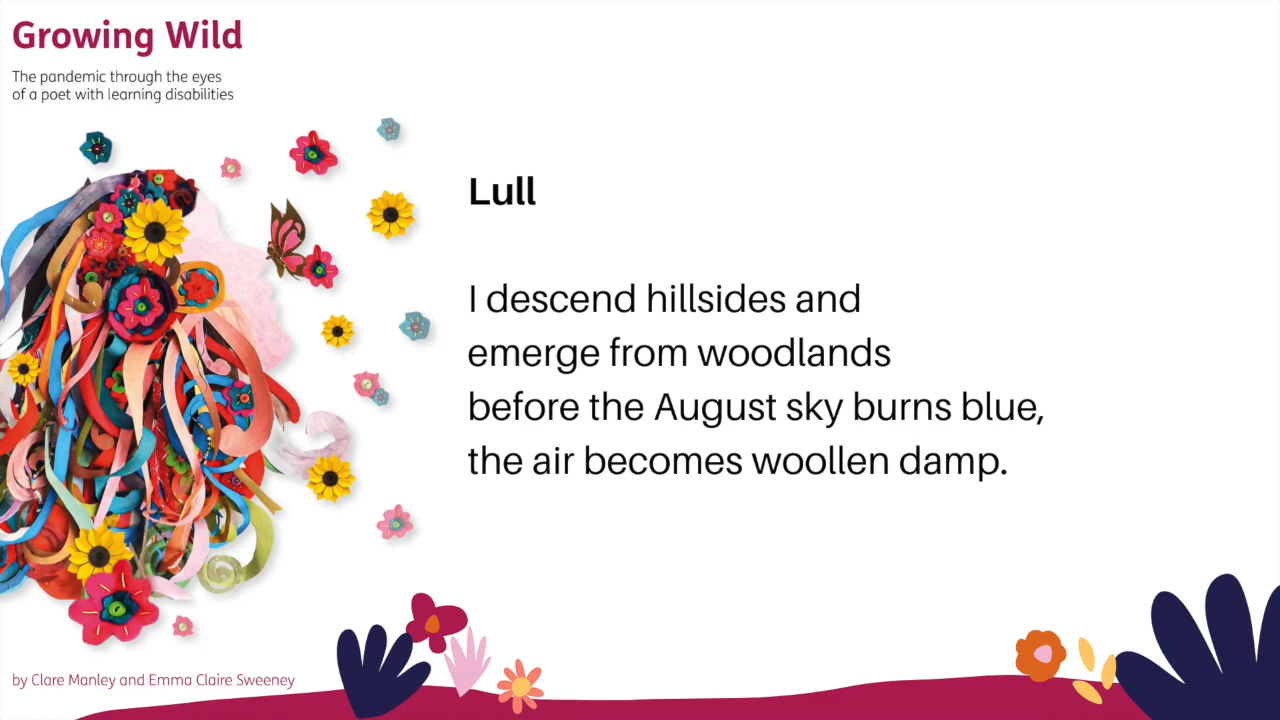 Growing Wild
The pandemic through the eyes
of a poet with learning disabilities
Lull
I descend hillsides and
emerge from woodlands
before the August sky burns blue,
the air becomes woollen damp.
by Clare Manley and Emma Claire Sweeney